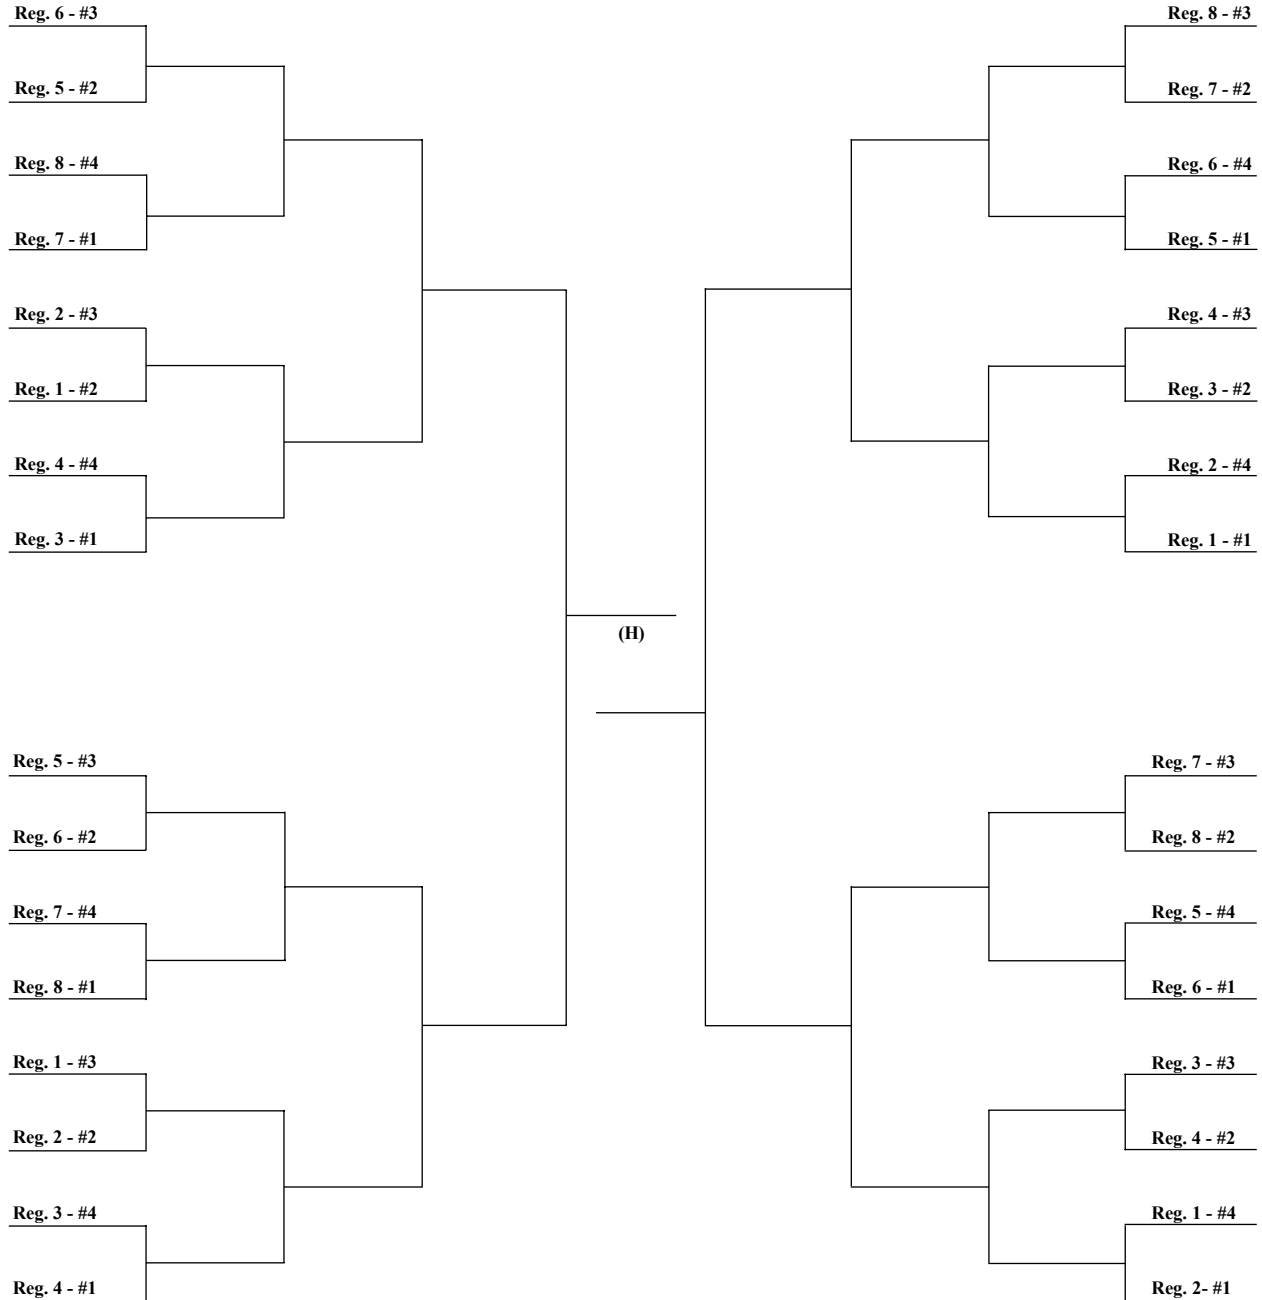 Reg. 6 - #3
Reg. 5 - #2
Reg. 8 - #4
Reg. 7 - #1
Reg. 2 - #3
Reg. 1 - #2
Reg. 4 - #4
Reg. 3 - #1
Reg. 5 - #3
Reg. 6 - #2
Reg. 7 - #4
Reg. 8 - #1
Reg. 1 - #3
Reg. 2 - #2
Reg. 3 - #4
Reg. 4 - #1
(H)
Reg. 8 - #3
Reg. 7 - #2
Reg. 6 - #4
Reg. 5 - #1
Reg. 4 - #3
Reg. 3 - #2
Reg. 2 - #4
Reg. 1 - #1
Reg. 7 - #3
Reg. 8 - #2
Reg. 5 - #4
Reg. 6 - #1
Reg. 3 - #3
Reg. 4 - #2
Reg. 1 - #4
Reg. 2- #1